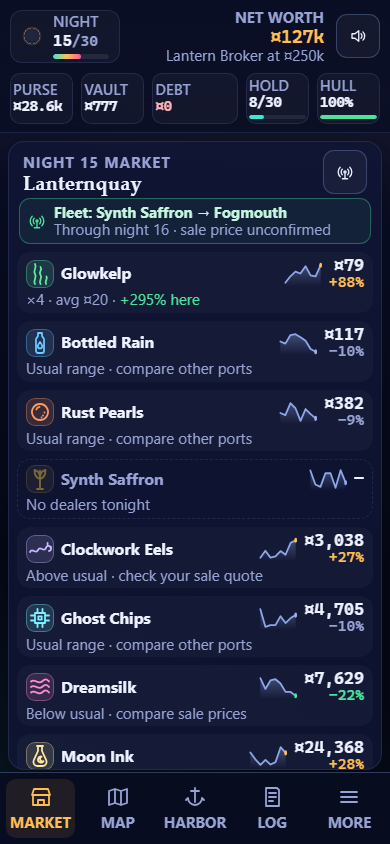 NIGHT
15/30
NET WORTH
¤127k
Lantern Broker at ¤250k
PURSE
¤28.6k
VAULT
¤777
DEBT
¤0
HOLD
8/30
HULL
100%
NIGHT 15 MARKET
Lanternquay
Fleet: Synth Saffron → Fogmouth
Through night 16 · sale price unconfirmed
Glowkelp
¤79
+88%
×4 · avg ¤20 · +295% here
Bottled Rain
¤117
−10%
Usual range · compare other ports
Rust Pearls
¤382
−9%
Usual range · compare other ports
Synth Saffron
—
No dealers tonight
Clockwork Eels
¤3,038
+27%
Above usual · check your sale quote
Ghost Chips
¤4,705
−10%
Usual range · compare other ports
Dreamsilk
¤7,629
−22%
Below usual · compare sale prices
Moon Ink
¤24,368
+28%
MARKET
MAP
HARBOR
LOG
MORE